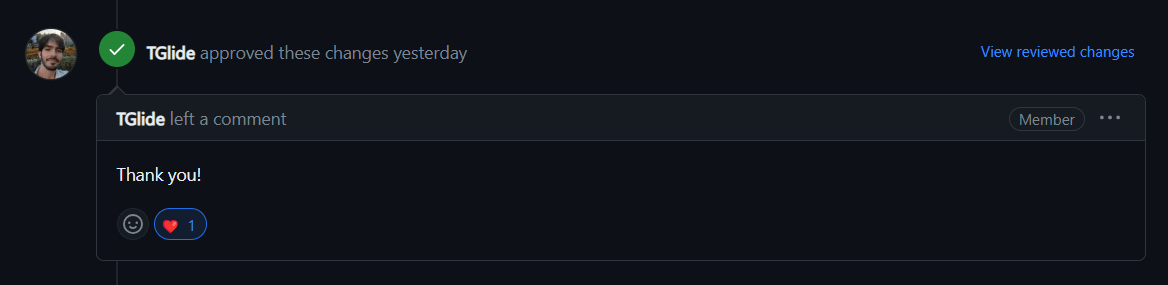 TGlide approved these changes yesterday
View reviewed changes
TGlide left a comment
Member
Thank you!
1